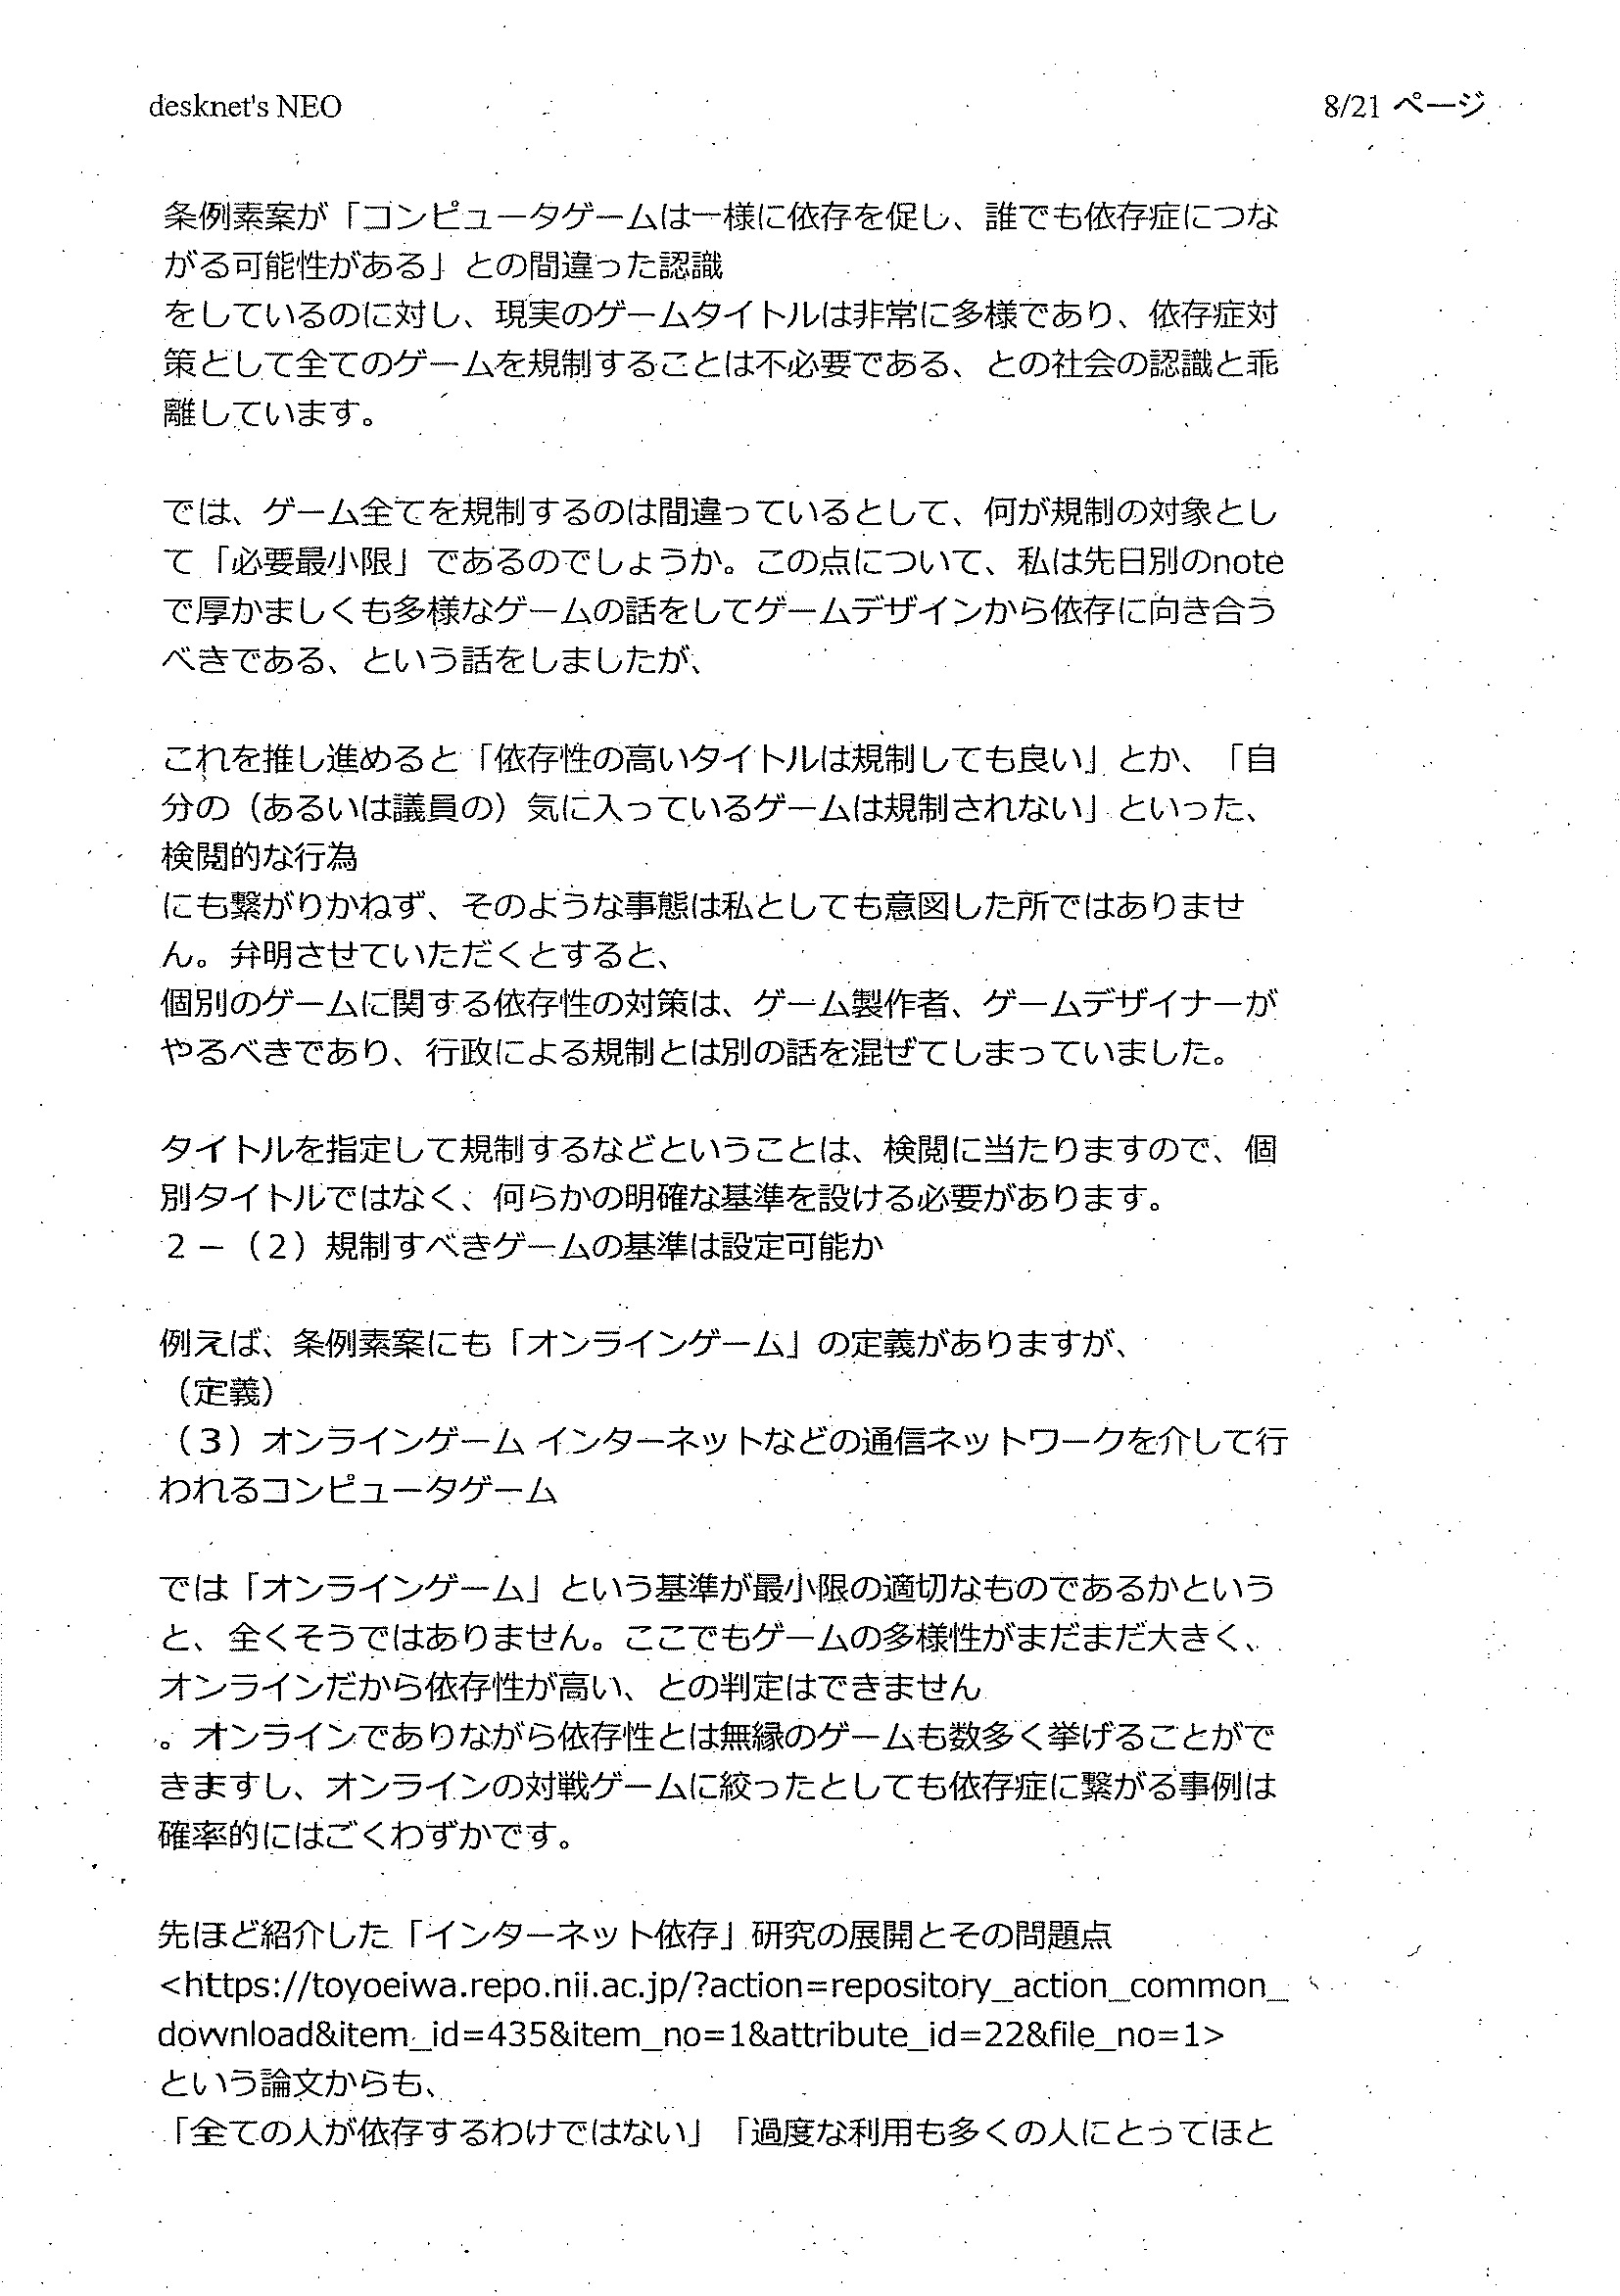 desknet's NEO
8/21 ページ
条例素案が「コンピュータゲームは一様に依存を促し、誰でも依存症につな
がる可能性がある」との間違った認識
をしているのに対し、現実のゲームタイトルは非常に多様であり、依存症対
策として全てのゲームを規制することは不必要である、との社会の認識と乖
離しています。
では、ゲーム全てを規制するのは間違っているとして、何が規制の対象とし
て「必要最小限」であるのでしょうか。この点について、私は先日別のnote
で厚かましくも多様なゲームの話をしてゲームデザインから依存に向き合う
べきである、という話をしましたが、
これを推し進めると「依存性の高いタイトルは規制しても良い」とか、「自
分の（あるいは議員の）気に入っているゲームは規制されない」といった、
検閲的な行為
にも繋がりかねず、そのような事態は私としても意図した所ではありませ
ん。弁明させていただくとすると、
個別のゲームに関する依存性の対策は、ゲーム製作者、ゲームデザイナーが
やるべきであり、行政による規制とは別の話を混ぜてしまっていました。
タイトルを指定して規制するなどということは、検閲に当たりますので、個
別タイトルではなく、何らかの明確な基準を設ける必要があります。
２－（２）規制すべきゲームの基準は設定可能か
例えば、条例素案にも「オンラインゲーム」の定義がありますが、
（定義）
（３）オンラインゲーム インターネットなどの通信ネットワークを介して行
われるコンピュータゲーム
では「オンラインゲーム」という基準が最小限の適切なものであるかという
と、全くそうではありません。ここでもゲームの多様性がまだまだ大きく、
オンラインだから依存性が高い、との判定はできません
。オンラインでありながら依存性とは無縁のゲームも数多く挙げることがで
きますし、オンラインの対戦ゲームに絞ったとしても依存症に繋がる事例は
確率的にはごくわずかです。
先ほど紹介した「インターネット依存」研究の展開とその問題点
<https://toyoeiwa.repo.nii.ac.jp/?action=repository_action_common_
download&item_id=435&item_no=1&attribute_id=22&file_no=1>
という論文からも、
「全ての人が依存するわけではない」「過度な利用も多くの人にとってほと